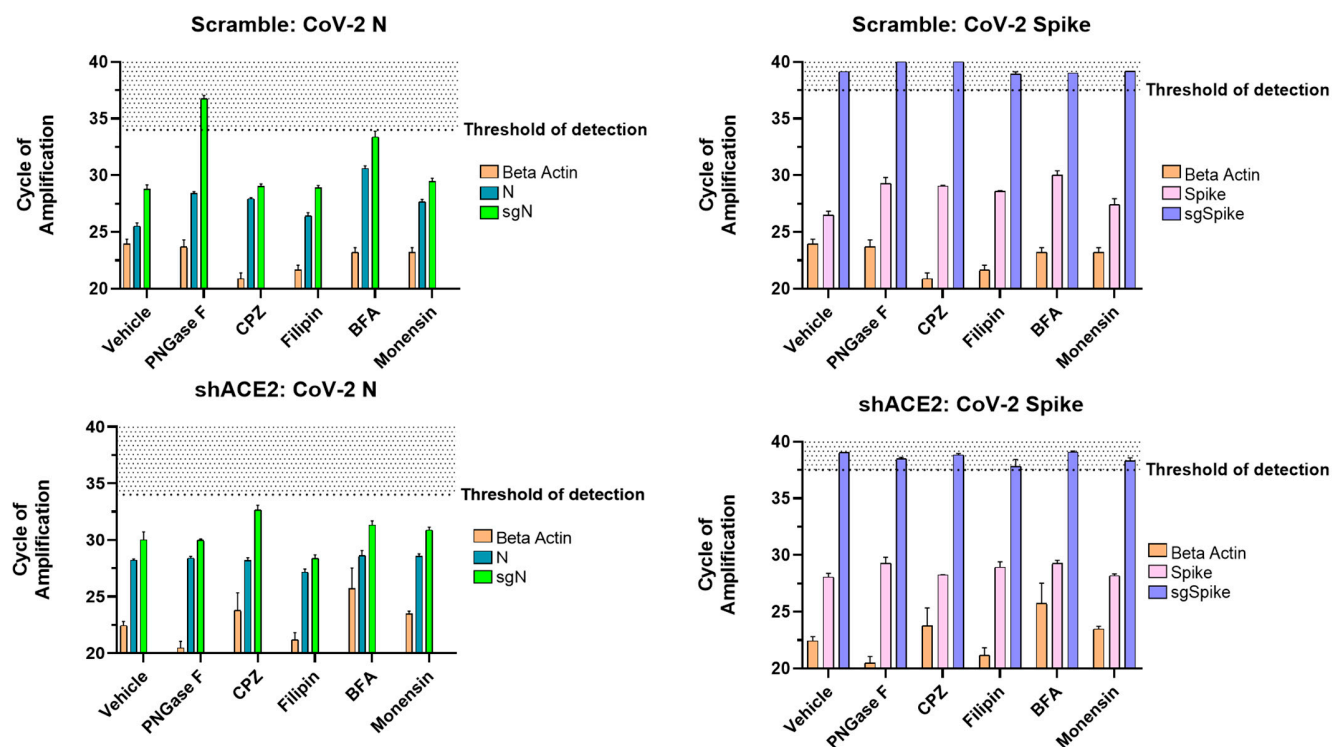 Scramble: CoV-2 N
40
35
30
25
20
Cycle of
Amplification
Threshold of detection
Beta Actin
N
sgN
Vehicle
PNGase F
CPZ
Filipin
BFA
Monensin
Scramble: CoV-2 Spike
40
35
30
25
20
Cycle of
Amplification
Threshold of detection
Beta Actin
Spike
sgSpike
Vehicle
PNGase F
CPZ
Filipin
BFA
Monensin
shACE2: CoV-2 N
40
35
30
25
20
Cycle of
Amplification
Threshold of detection
Beta Actin
N
sgN
Vehicle
PNGase F
CPZ
Filipin
BFA
Monensin
shACE2: CoV-2 Spike
40
35
30
25
20
Cycle of
Amplification
Threshold of detection
Beta Actin
Spike
sgSpike
Vehicle
PNGase F
CPZ
Filipin
BFA
Monensin